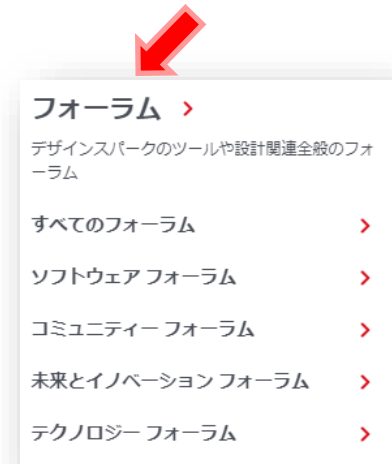 フォーラム >
デザインスパークのツールや設計関連全般のフォ
ーラム
すべてのフォーラム >
ソフトウェア フォーラム >
コミュニティー フォーラム >
未来とイノベーション フォーラム >
テクノロジー フォーラム >